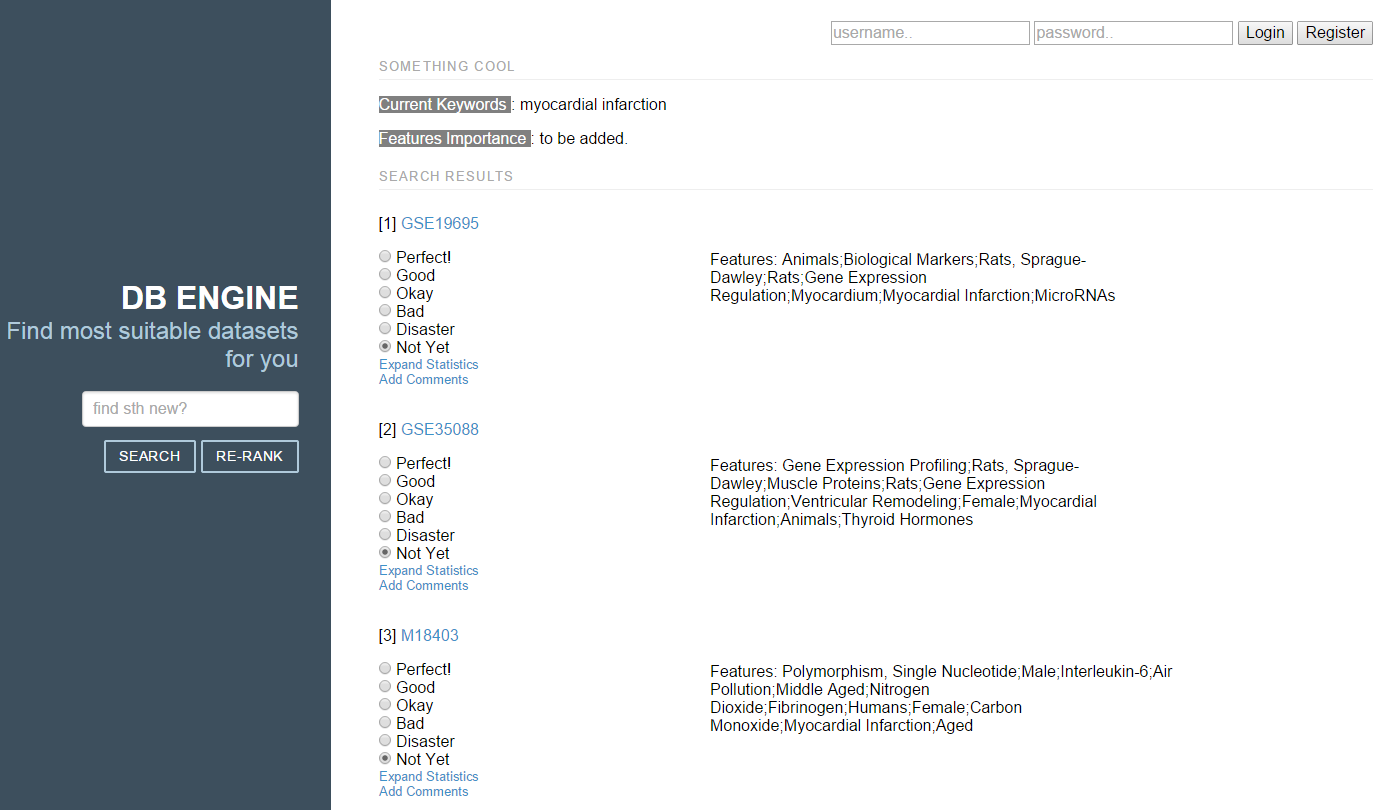 DB ENGINE
Find most suitable datasets
for you
find sth new?
SEARCH RE-RANK
username.. password.. Login Register
SOMETHING COOL
Current Keywords : myocardial infarction
Features Importance : to be added.
SEARCH RESULTS
[1] GSE19695
Perfect!
Good
Okay
Bad
Disaster
Not Yet
Expand Statistics
Add Comments
Features: Animals;Biological Markers;Rats, Sprague-
Dawley;Rats;Gene Expression
Regulation;Myocardium;Myocardial Infarction;MicroRNAs
[2] GSE35088
Perfect!
Good
Okay
Bad
Disaster
Not Yet
Expand Statistics
Add Comments
Features: Gene Expression Profiling;Rats, Sprague-
Dawley;Muscle Proteins;Rats;Gene Expression
Regulation;Ventricular Remodeling;Female;Myocardial
Infarction;Animals;Thyroid Hormones
[3] M18403
Perfect!
Good
Okay
Bad
Disaster
Not Yet
Expand Statistics
Add Comments
Features: Polymorphism, Single Nucleotide;Male;Interleukin-6;Air
Pollution;Middle Aged;Nitrogen
Dioxide;Fibrinogen;Humans;Female;Carbon
Monoxide;Myocardial Infarction;Aged